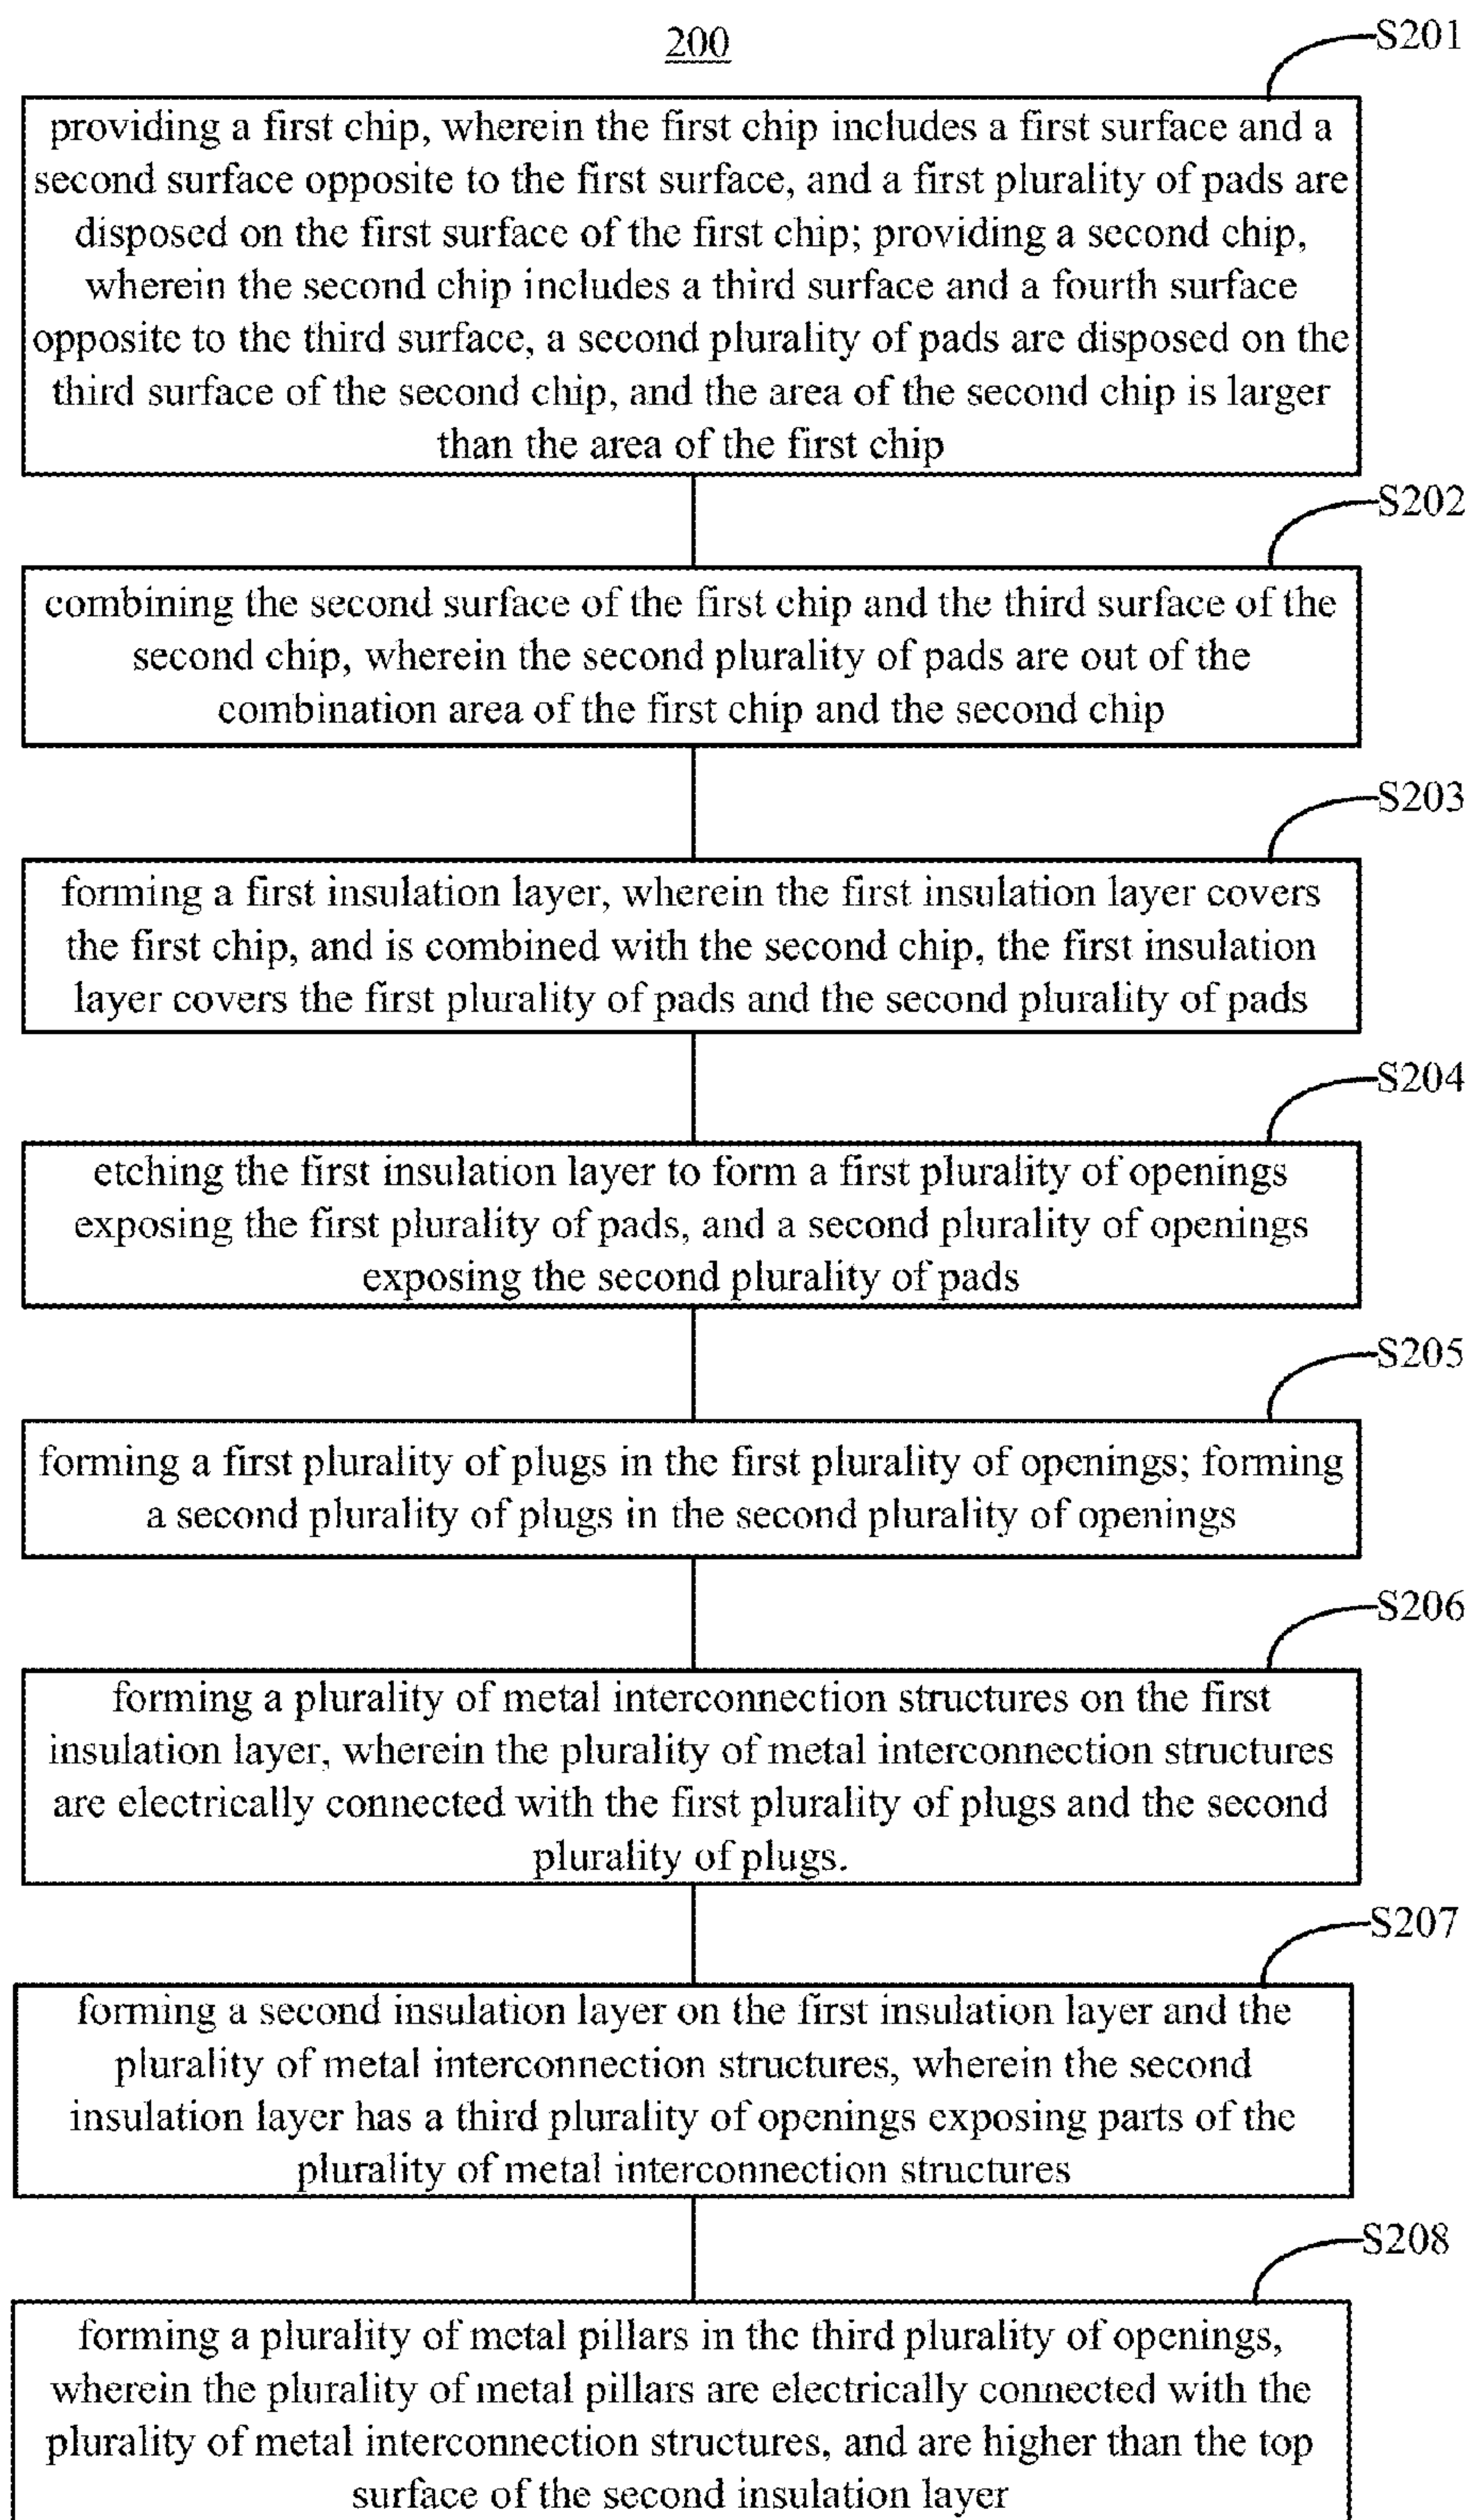 200
S201
providing a first chip, wherein the first chip includes a first surface and a
second surface opposite to the first surface, and a first plurality of pads are
disposed on the first surface of the first chip; providing a second chip,
wherein the second chip includes a third surface and a fourth surface
opposite to the third surface, a second plurality of pads are disposed on the
third surface of the second chip, and the area of the second chip is larger
than the area of the first chip
S202
combining the second surface of the first chip and the third surface of the
second chip, wherein the second plurality of pads are out of the
combination area of the first chip and the second chip
S203
forming a first insulation layer, wherein the first insulation layer covers
the first chip, and is combined with the second chip, the first insulation
layer covers the first plurality of pads and the second plurality of pads
S204
etching the first insulation layer to form a first plurality of openings
exposing the first plurality of pads, and a second plurality of openings
exposing the second plurality of pads
S205
forming a first plurality of plugs in the first plurality of openings; forming
a second plurality of plugs in the second plurality of openings
S206
forming a plurality of metal interconnection structures on the first
insulation layer, wherein the plurality of metal interconnection structures
are electrically connected with the first plurality of plugs and the second
plurality of plugs.
S207
forming a second insulation layer on the first insulation layer and the
plurality of metal interconnection structures, wherein the second
insulation layer has a third plurality of openings exposing parts of the
plurality of metal interconnection structures
S208
forming a plurality of metal pillars in the third plurality of openings,
wherein the plurality of metal pillars are electrically connected with the
plurality of metal interconnection structures, and are higher than the top
surface of the second insulation layer